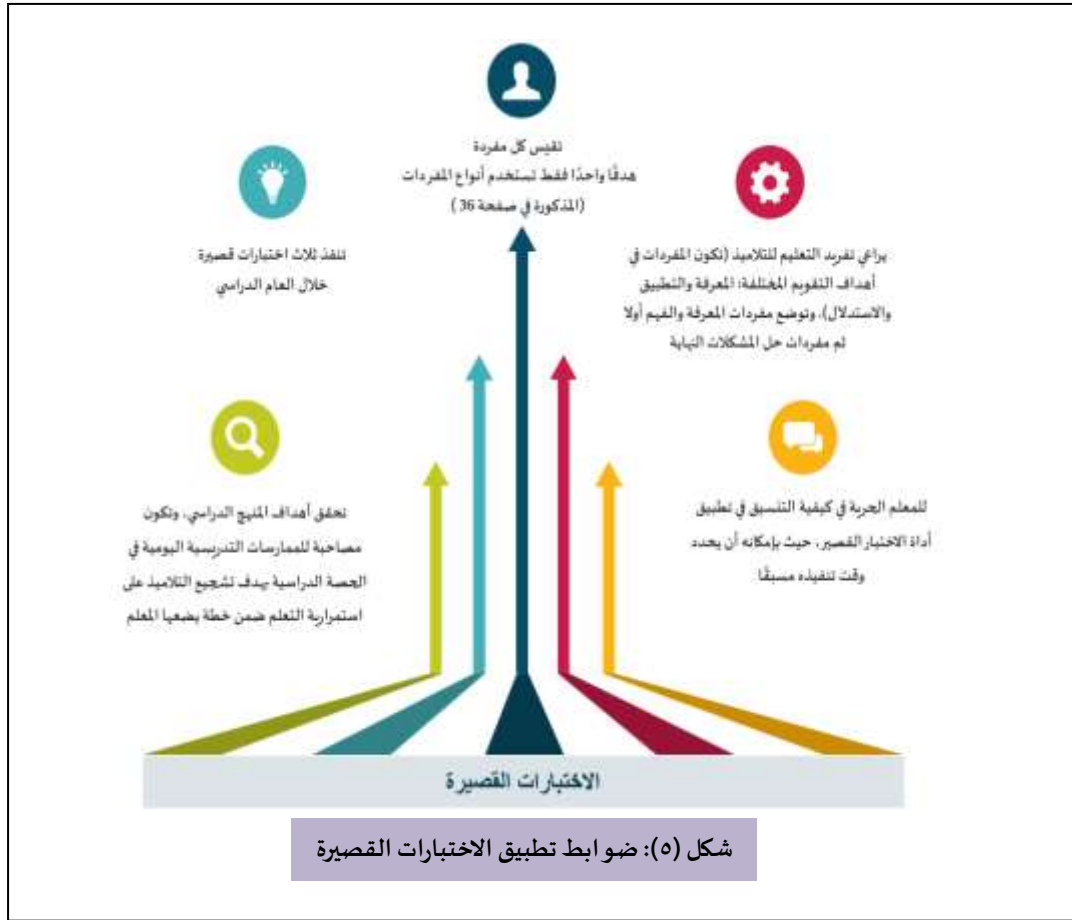 تقيس كل مفردة
هدفًا واحدًا فقط تستخدم أنواع المفردات
(المذكورة في صفحة 36)
يراعي تفريد التعليم للتلاميذ (تكون المفردات في
أهداف التقويم المختلفة: المعرفة والتطبيق
والاستدلال)، وتوضع مفردات المعرفة والفهم أولا
ثم مفردات حل المشكلات النهاية
تنفذ ثلاث اختبارات قصيرة
خلال العام الدراسي
للمعلم الحرية في كيفية التنسيق في تطبيق
أداة الاختبار القصير، حيث بإمكانه أن يحدد
وقت تنفيذه مسبقًا
تحقق أهداف المنهج الدراسي، وتكون
مصاحبة للممارسات التدريسية اليومية في
الحصة الدراسية بهدف تشجيع التلاميذ على
استمرارية التعلم ضمن خطة يضعها المعلم
الاختبارات القصيرة
شكل (٥): ضوابط تطبيق الاختبارات القصيرة